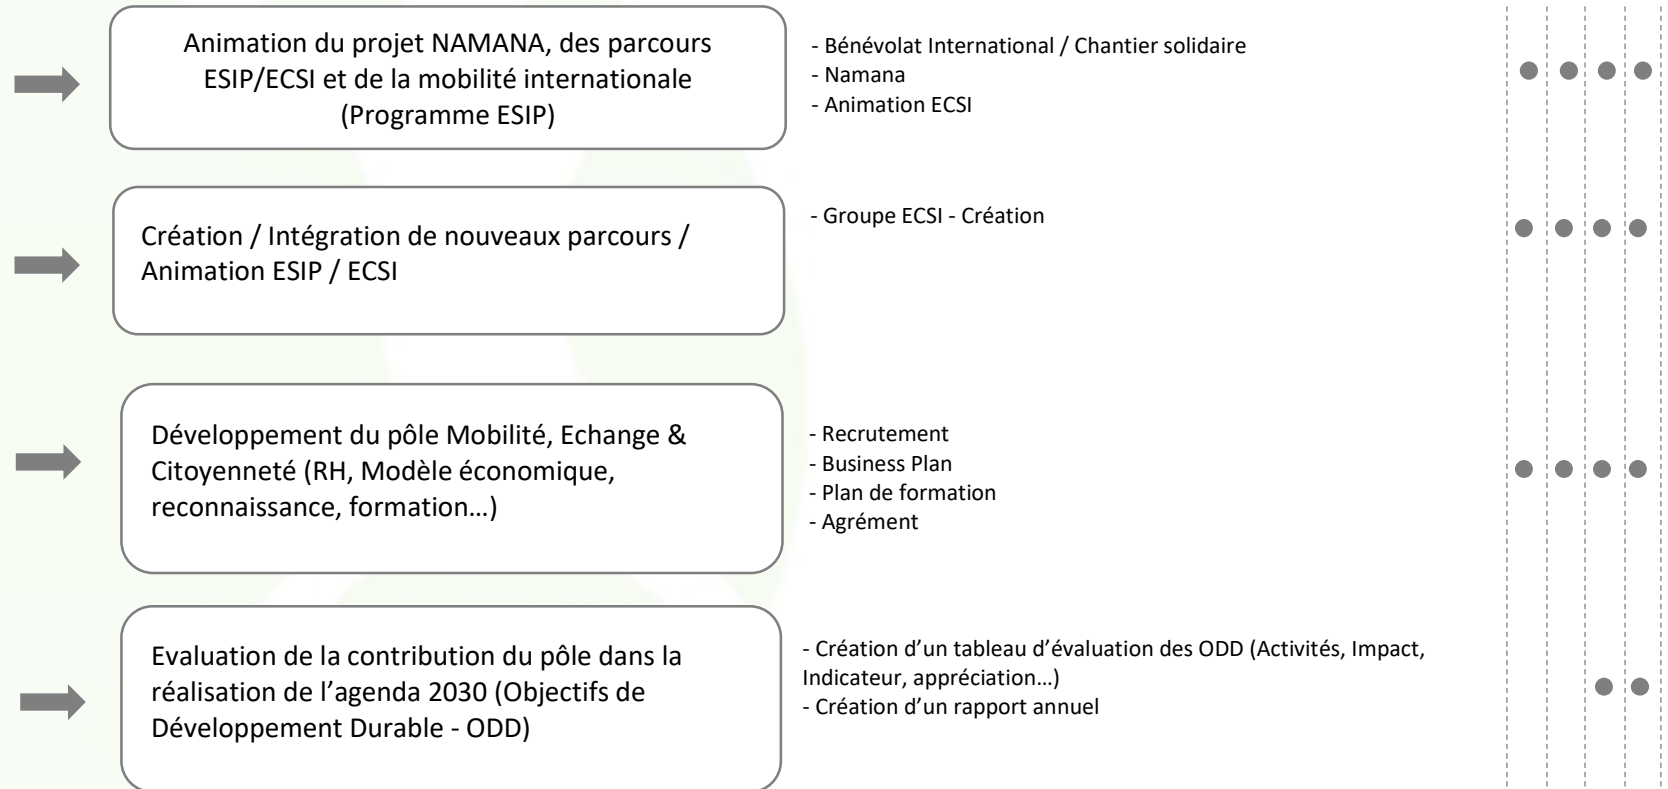 Animation du projet NAMANA, des parcours
ESIP/ECSI et de la mobilité internationale
(Programme ESIP)
- Bénévolat International / Chantier solidaire
- Namana
- Animation ECSI
Création / Intégration de nouveaux parcours /
Animation ESIP / ECSI
- Groupe ECSI - Création
Développement du pôle Mobilité, Echange &
Citoyenneté (RH, Modèle économique,
reconnaissance, formation…)
- Recrutement
- Business Plan
- Plan de formation
- Agrément
Evaluation de la contribution du pôle dans la
réalisation de l’agenda 2030 (Objectifs de
Développement Durable - ODD)
- Création d’un tableau d’évaluation des ODD (Activités, Impact,
Indicateur, appréciation…)
- Création d’un rapport annuel